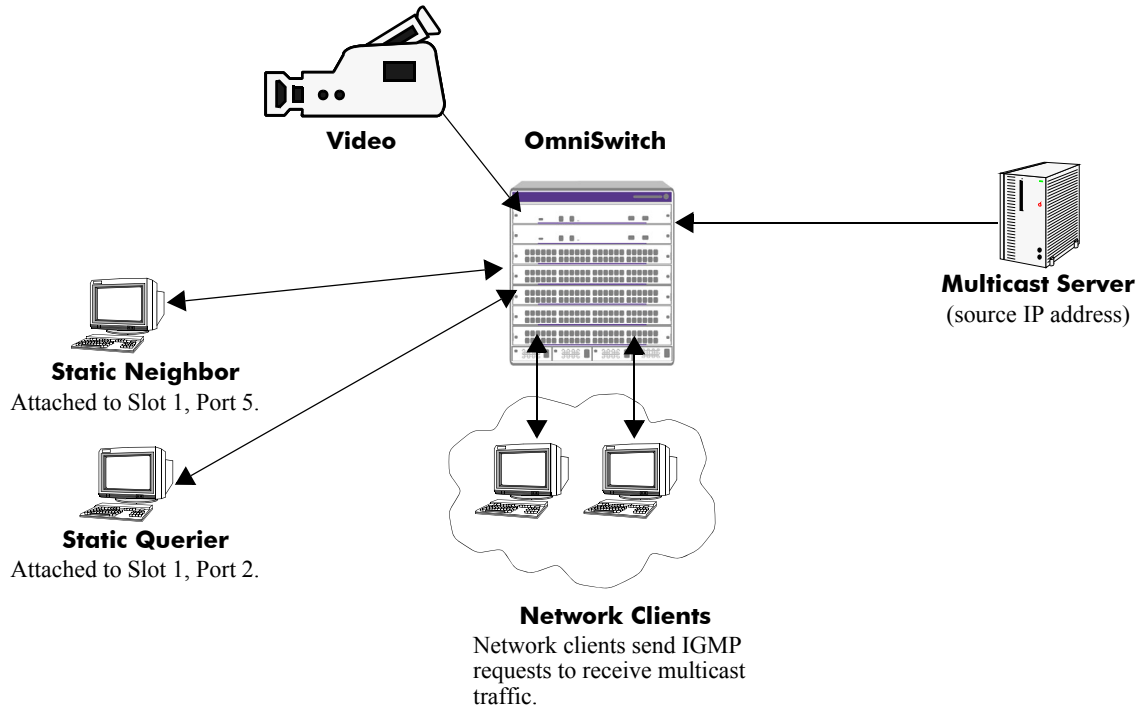 Video
OmniSwitch
Multicast Server
(source IP address)
Static Neighbor
Attached to Slot 1, Port 5.
Static Querier
Attached to Slot 1, Port 2.
Network Clients
Network clients send IGMP
requests to receive multicast
traffic.